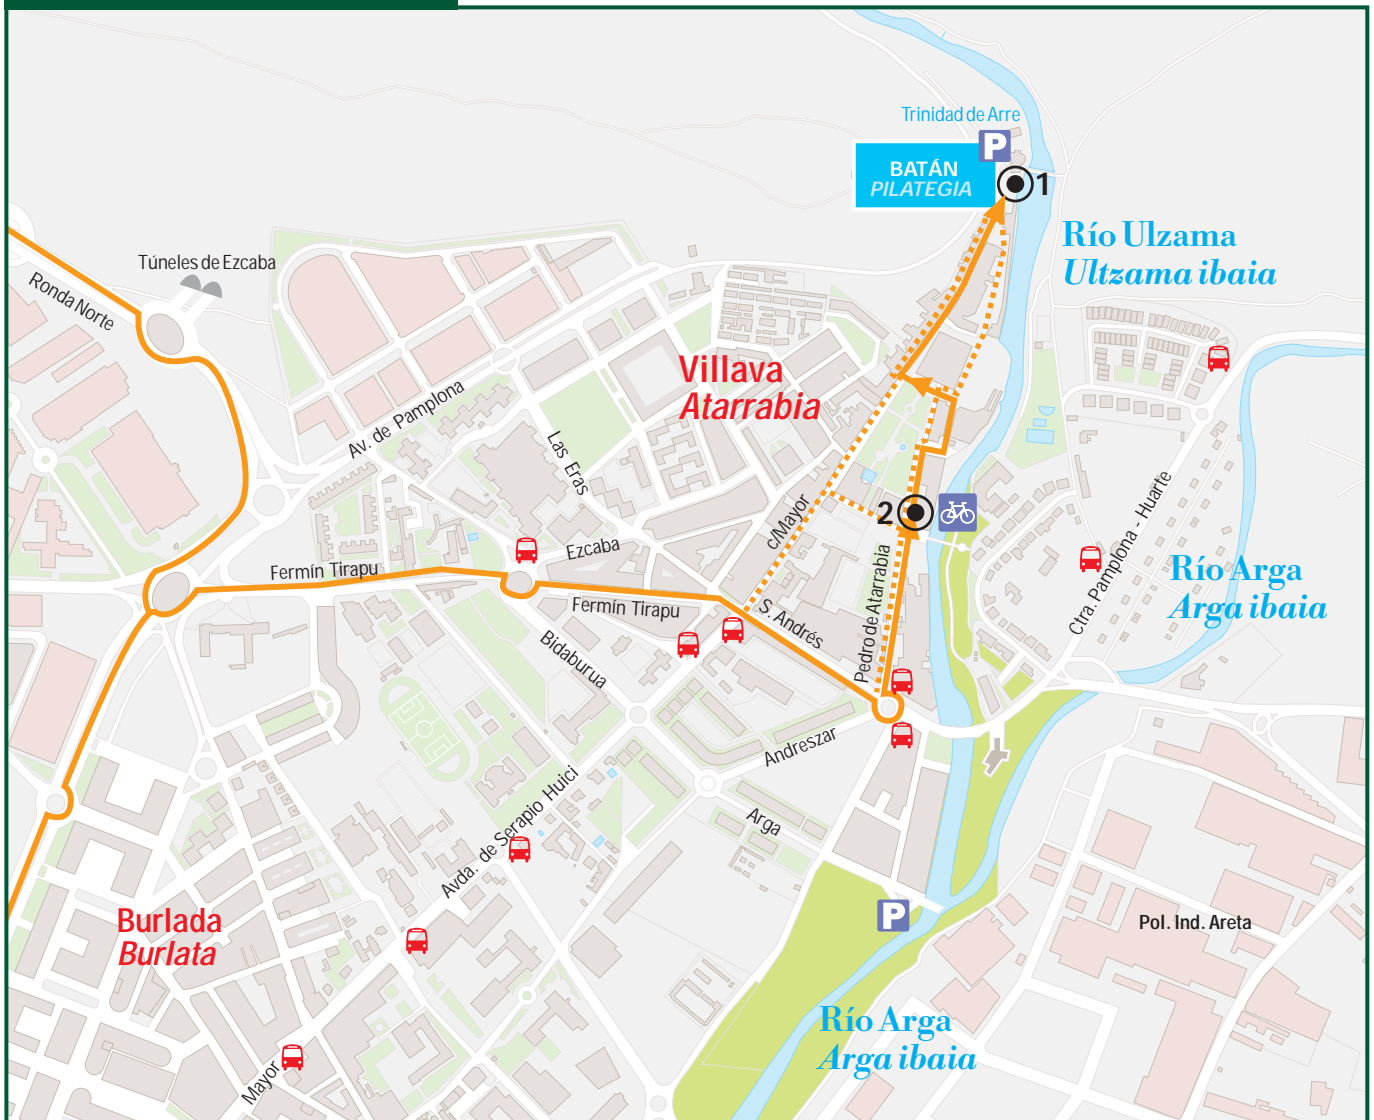 Trinidad de Arre
P
BATÁN
PILATEGIA
1
Río Ulzama
Ultzama ibaia
Túneles de Ezcaba
Ronda Norte
Villava
Atarrabia
Av. de Pamplona
Las Eras
c/Mayor
2
Ctra. Pamplona - Huarte
Ezcaba
Fermín Tirapu
Río Arga
Arga ibaia
Pedro de Atarrabia
Fermín Tirapu
S. Andrés
Bidaburua
Andreszar
Avda. de Serapio Huici
Arga
Burlada
Burlata
P
Pol. Ind. Areta
Río Arga
Arga ibaia
Mayor